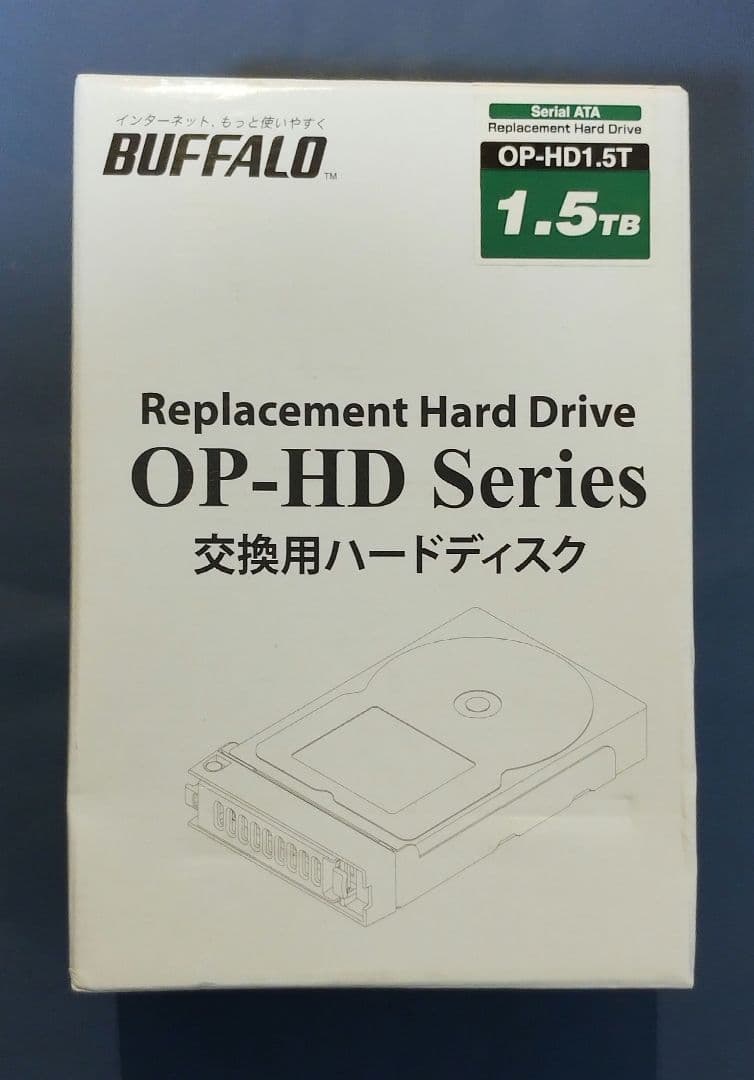 インターネット、もっと使いやすく
BUFFALO™
Serial ATA
Replacement Hard Drive
OP-HD1.5T
1.5TB
Replacement Hard Drive
OP-HD Series
交換用ハードディスク